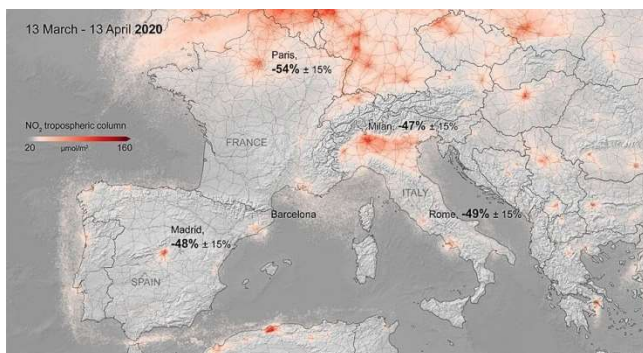 13 March - 13 April 2020
Paris,
-54% ± 15%
NO₂ tropospheric column
20 µmol/m² 160
FRANCE
Milan, -47% ± 15%
ITALY
Barcelona
Rome, -49% ± 15%
Madrid,
-48% ± 15%
SPAIN